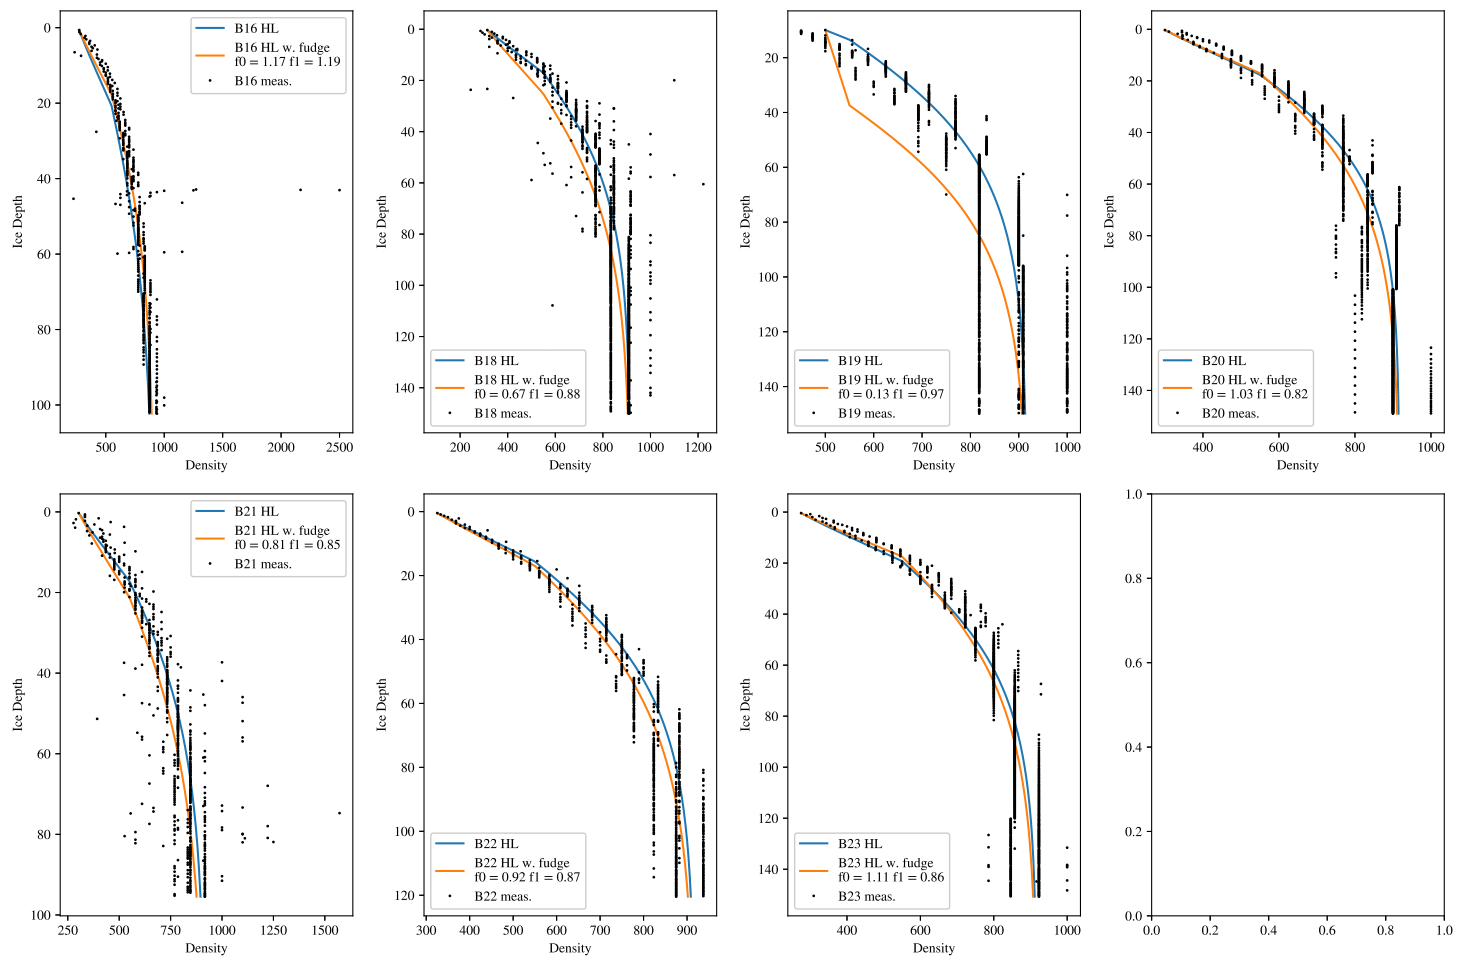 B16 HL
B16 HL w. fudge
f0 = 1.17 f1 = 1.19
B16 meas.
0
20
40
60
80
100
Ice Depth
500
1000
1500
2000
2500
Density
B18 HL
B18 HL w. fudge
f0 = 0.67 f1 = 0.88
B18 meas.
0
20
40
60
80
100
120
140
Ice Depth
200
400
600
800
1000
1200
Density
B19 HL
B19 HL w. fudge
f0 = 0.13 f1 = 0.97
B19 meas.
20
40
60
80
100
120
140
Ice Depth
500
600
700
800
900
1000
Density
B20 HL
B20 HL w. fudge
f0 = 1.03 f1 = 0.82
B20 meas.
0
20
40
60
80
100
120
140
Ice Depth
400
600
800
1000
Density
B21 HL
B21 HL w. fudge
f0 = 0.81 f1 = 0.85
B21 meas.
0
20
40
60
80
100
Ice Depth
250
500
750
1000
1250
1500
Density
B22 HL
B22 HL w. fudge
f0 = 0.92 f1 = 0.87
B22 meas.
0
20
40
60
80
100
120
Ice Depth
300
400
500
600
700
800
900
Density
B23 HL
B23 HL w. fudge
f0 = 1.11 f1 = 0.86
B23 meas.
0
20
40
60
80
100
120
140
Ice Depth
400
600
800
1000
Density
1.0
0.8
0.6
0.4
0.2
0.0
0.0
0.2
0.4
0.6
0.8
1.0